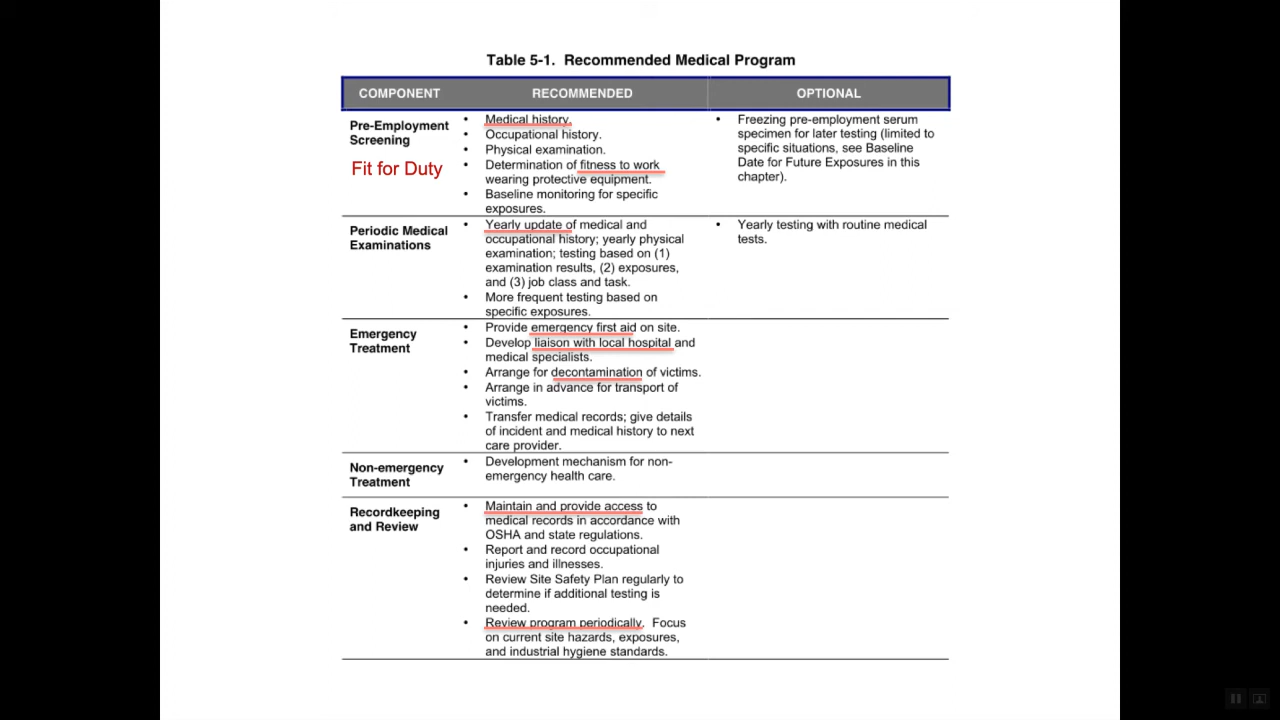 Table 5-1. Recommended Medical Program
COMPONENT RECOMMENDED OPTIONAL
Pre-Employment
Screening
Fit for Duty
• Medical history.
• Occupational history.
• Physical examination.
• Determination of fitness to work
wearing protective equipment.
• Baseline monitoring for specific
exposures.
• Freezing pre-employment serum
specimen for later testing (limited to
specific situations, see Baseline
Date for Future Exposures in this
chapter).
Periodic Medical
Examinations
• Yearly update of medical and
occupational history; yearly physical
examination; testing based on (1)
examination results, (2) exposures,
and (3) job class and task.
• More frequent testing based on
specific exposures.
• Yearly testing with routine medical
tests.
Emergency
Treatment
• Provide emergency first aid on site.
• Develop liaison with local hospital and
medical specialists.
• Arrange for decontamination of victims.
• Arrange in advance for transport of
victims.
• Transfer medical records; give details
of incident and medical history to next
care provider.
Non-emergency
Treatment
• Development mechanism for non-
emergency health care.
Recordkeeping
and Review
• Maintain and provide access to
medical records in accordance with
OSHA and state regulations.
• Report and record occupational
injuries and illnesses.
• Review Site Safety Plan regularly to
determine if additional testing is
needed.
• Review program periodically. Focus
on current site hazards, exposures,
and industrial hygiene standards.